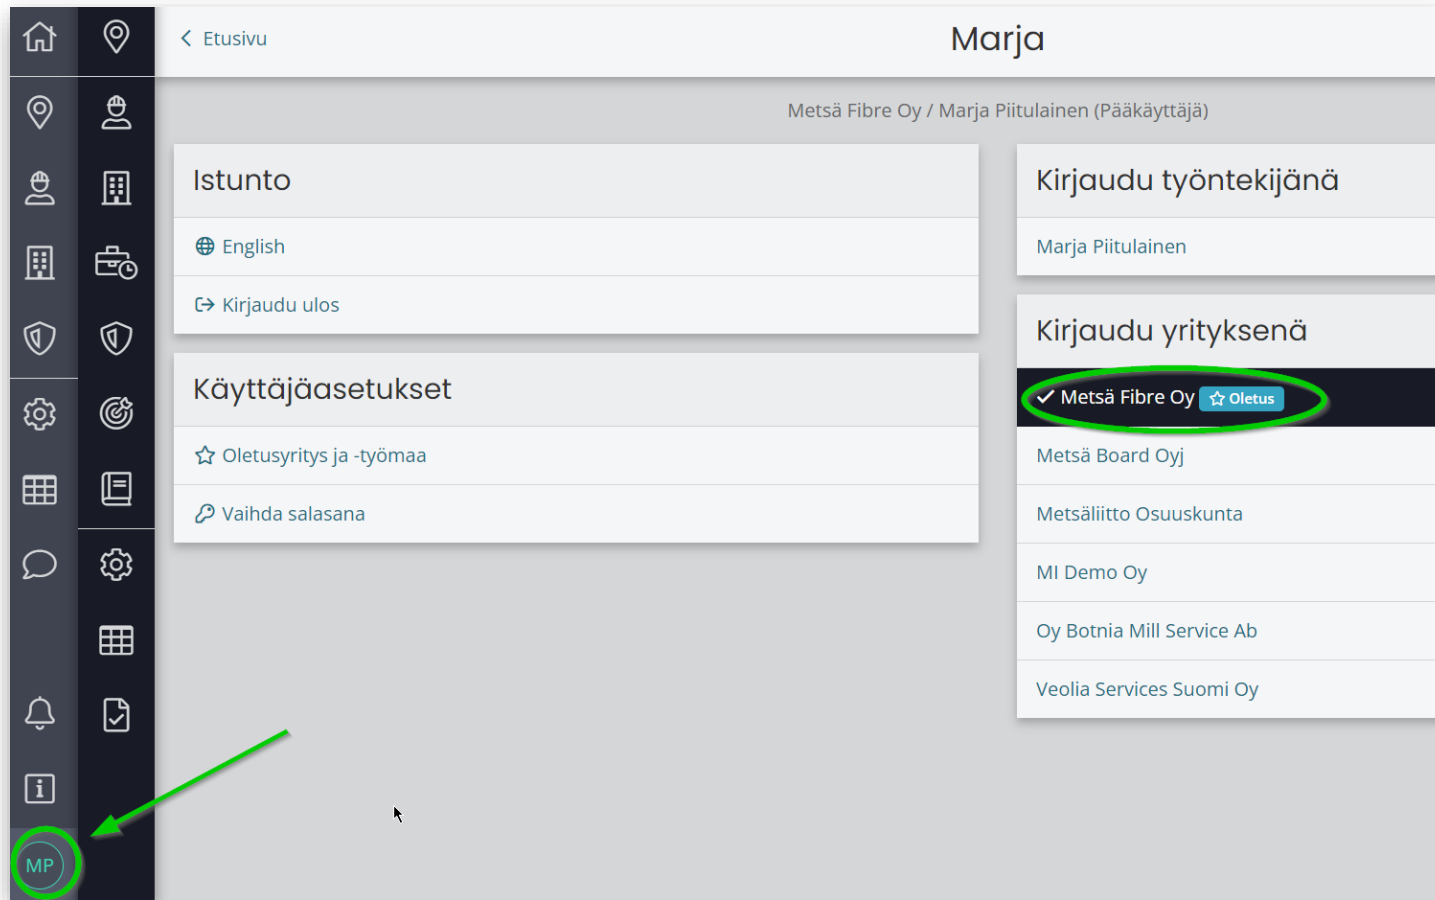 Etusivu
Marja
Metsä Fibre Oy / Marja Piitulainen (Pääkäyttäjä)
Istunto
English
Kirjaudu ulos
Käyttäjäasetukset
Oletusyritys ja -työmaa
Vaihda salasana
Kirjaudu työntekijänä
Marja Piitulainen
Kirjaudu yrityksenä
Metsä Fibre Oy Oletus
Metsä Board Oyj
Metsäliitto Osuuskunta
MI Demo Oy
Oy Botnia Mill Service Ab
Veolia Services Suomi Oy
MP